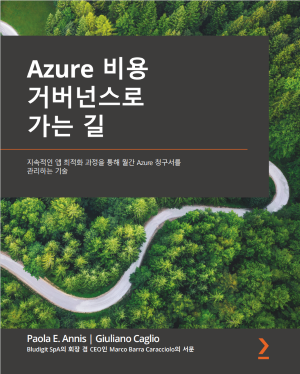 Azure 비용
거버넌스로
가는 길
지속적인 앱 최적화 과정을 통해 월간 Azure 청구서를
관리하는 기술
Paola E. Annis | Giuliano Caglio
Bludigit SpA의 회장 겸 CEO인 Marco Barra Caracciolo의 서문